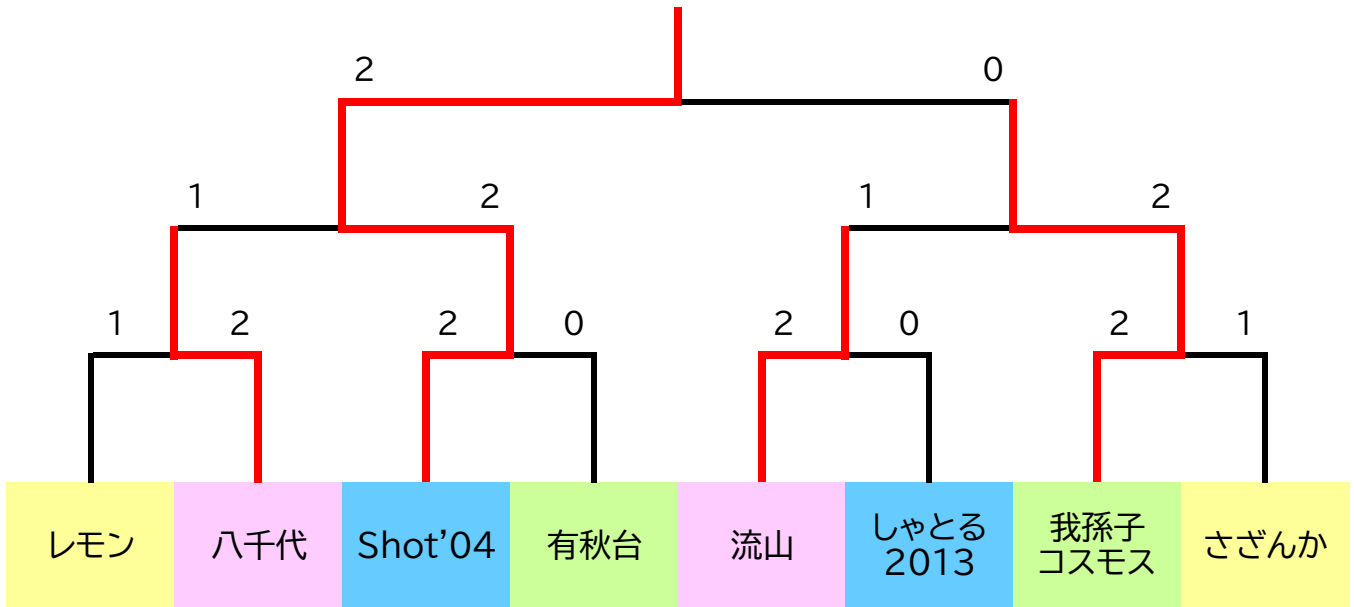 2 0
1 2 1 2
1 2 2 0 2 0 2 1
レモン 八千代 Shot’04 有秋台 流山 しゃとる 我孫子 さざんか
2013 コスモス